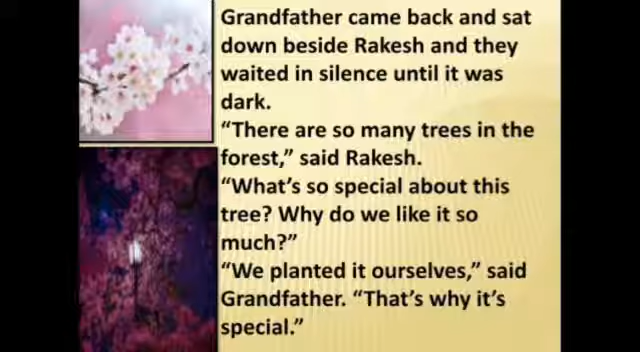 Grandfather came back and sat
down beside Rakesh and they
waited in silence until it was
dark.
“There are so many trees in the
forest,” said Rakesh.
“What’s so special about this
tree? Why do we like it so
much?”
“We planted it ourselves,” said
Grandfather. “That’s why it’s
special.”